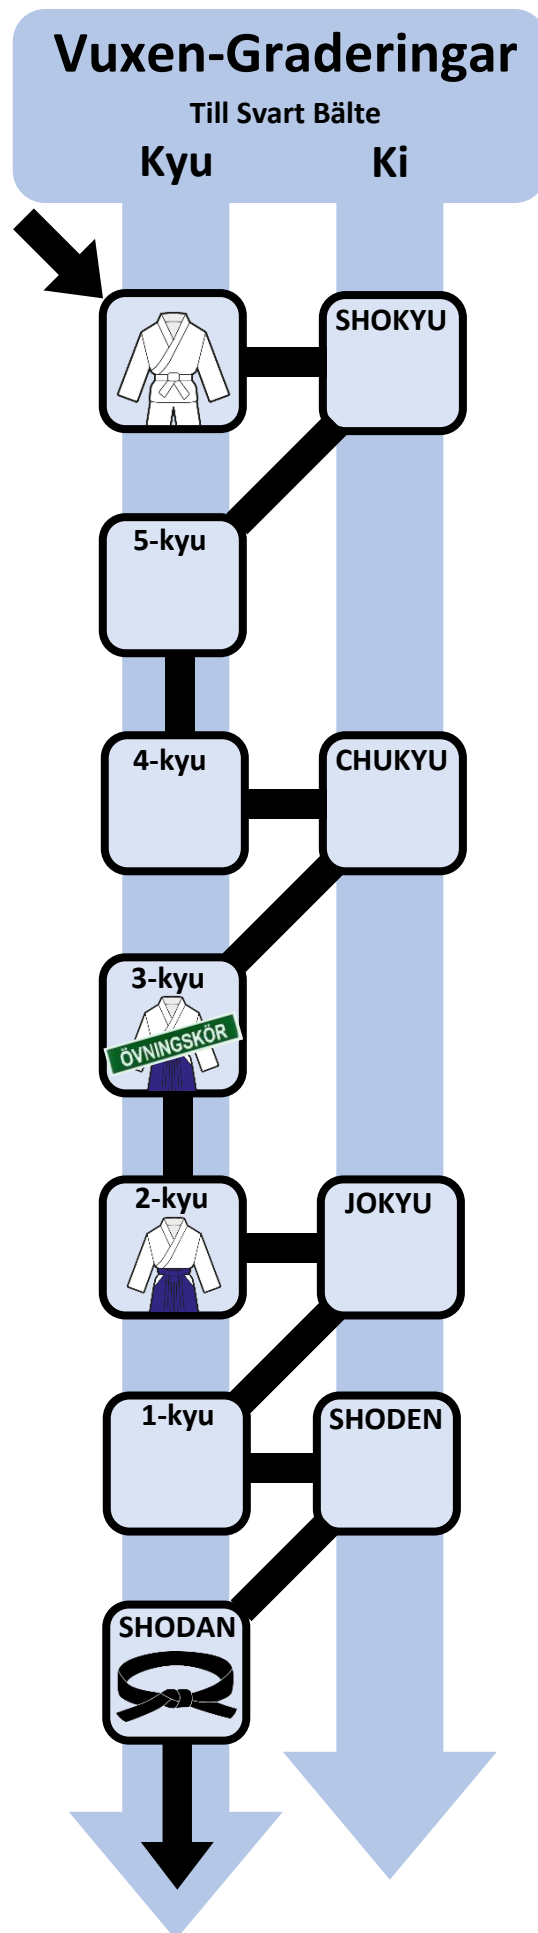 Vuxen-Graderingar
Till Svart Bälte
Kyu Ki
SHOKYU
5-kyu
4-kyu CHUKYU
3-kyu
ÖVNINGSKÖR
2-kyu JOKYU
1-kyu SHODEN
SHODAN